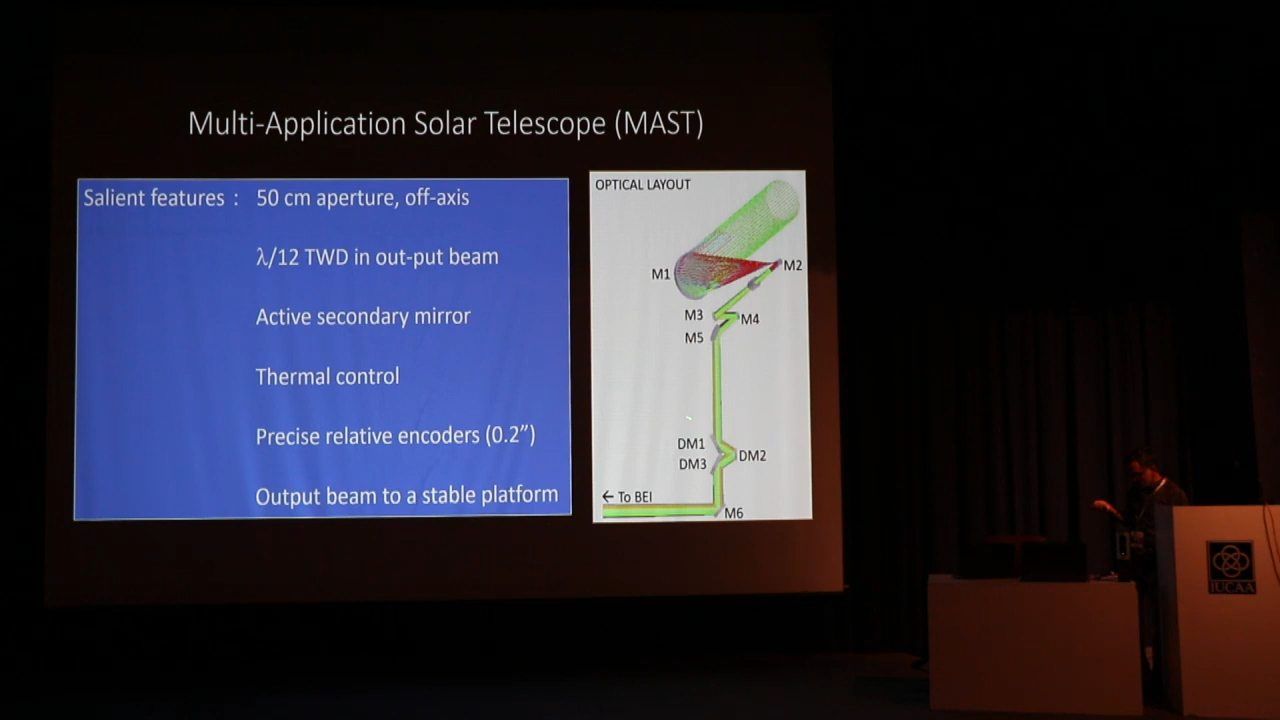 Multi-Application Solar Telescope (MAST)
Salient features : 50 cm aperture, off-axis
λ/12 TWD in out-put beam
Active secondary mirror
Thermal control
Precise relative encoders (0.2″)
Output beam to a stable platform
OPTICAL LAYOUT
M1
M2
M3
M4
M5
DM1
DM2
DM3
← To BEI
M6
IUCAA